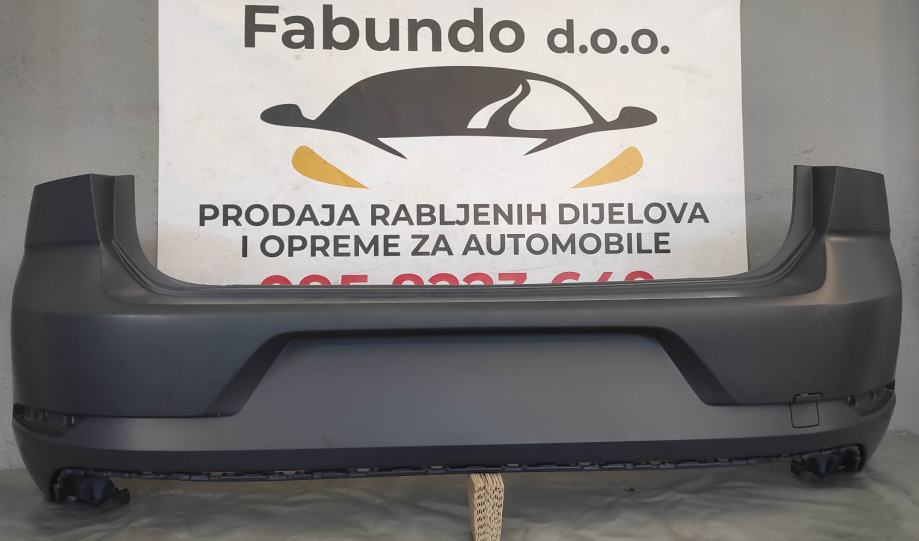 Fabundo d.o.o.
PRODAJA RABLJENIH DIJELOVA
I OPREME ZA AUTOMOBILE